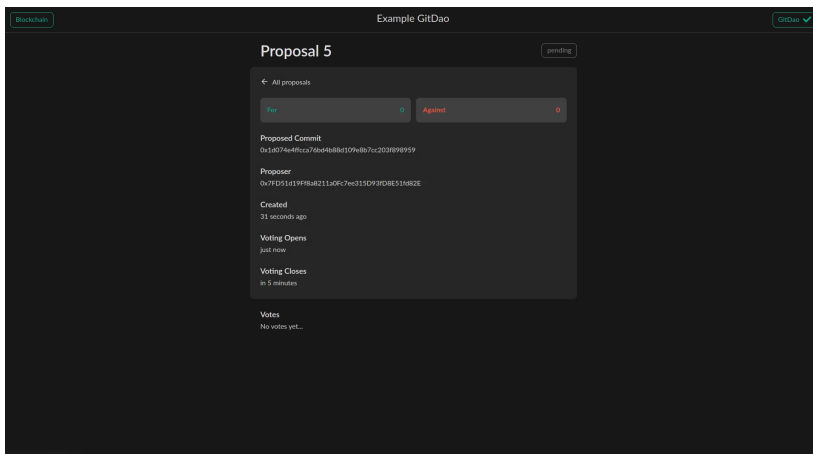 Blockchain
Example GitDao
GitDao
Proposal 5
pending
← All proposals
For 0
Against 0
Proposed Commit
0x1d074e4ffcca76bd4b88d109e8b7cc203f898959
Proposer
0x7FD51d19Ff8a8211a0Fc7ee315D93fD8E51fd82E
Created
31 seconds ago
Voting Opens
just now
Voting Closes
in 5 minutes
Votes
No votes yet...